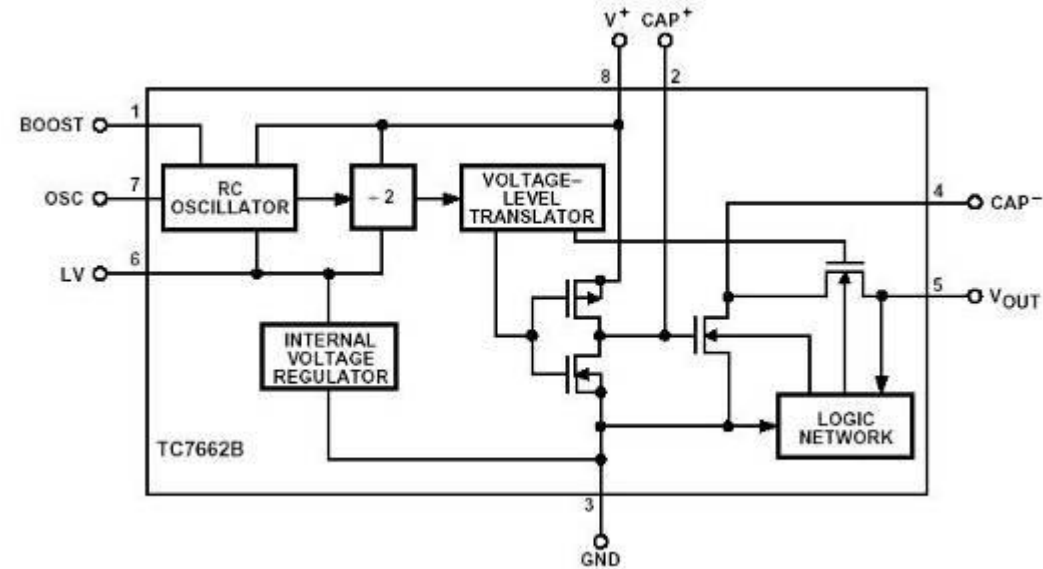 V+ CAP+
8 2
BOOST 1
OSC 7
RC
OSCILLATOR
÷ 2
VOLTAGE–
LEVEL
TRANSLATOR
4 CAP–
LV 6
5 VOUT
INTERNAL
VOLTAGE
REGULATOR
LOGIC
NETWORK
TC7662B
3
GND